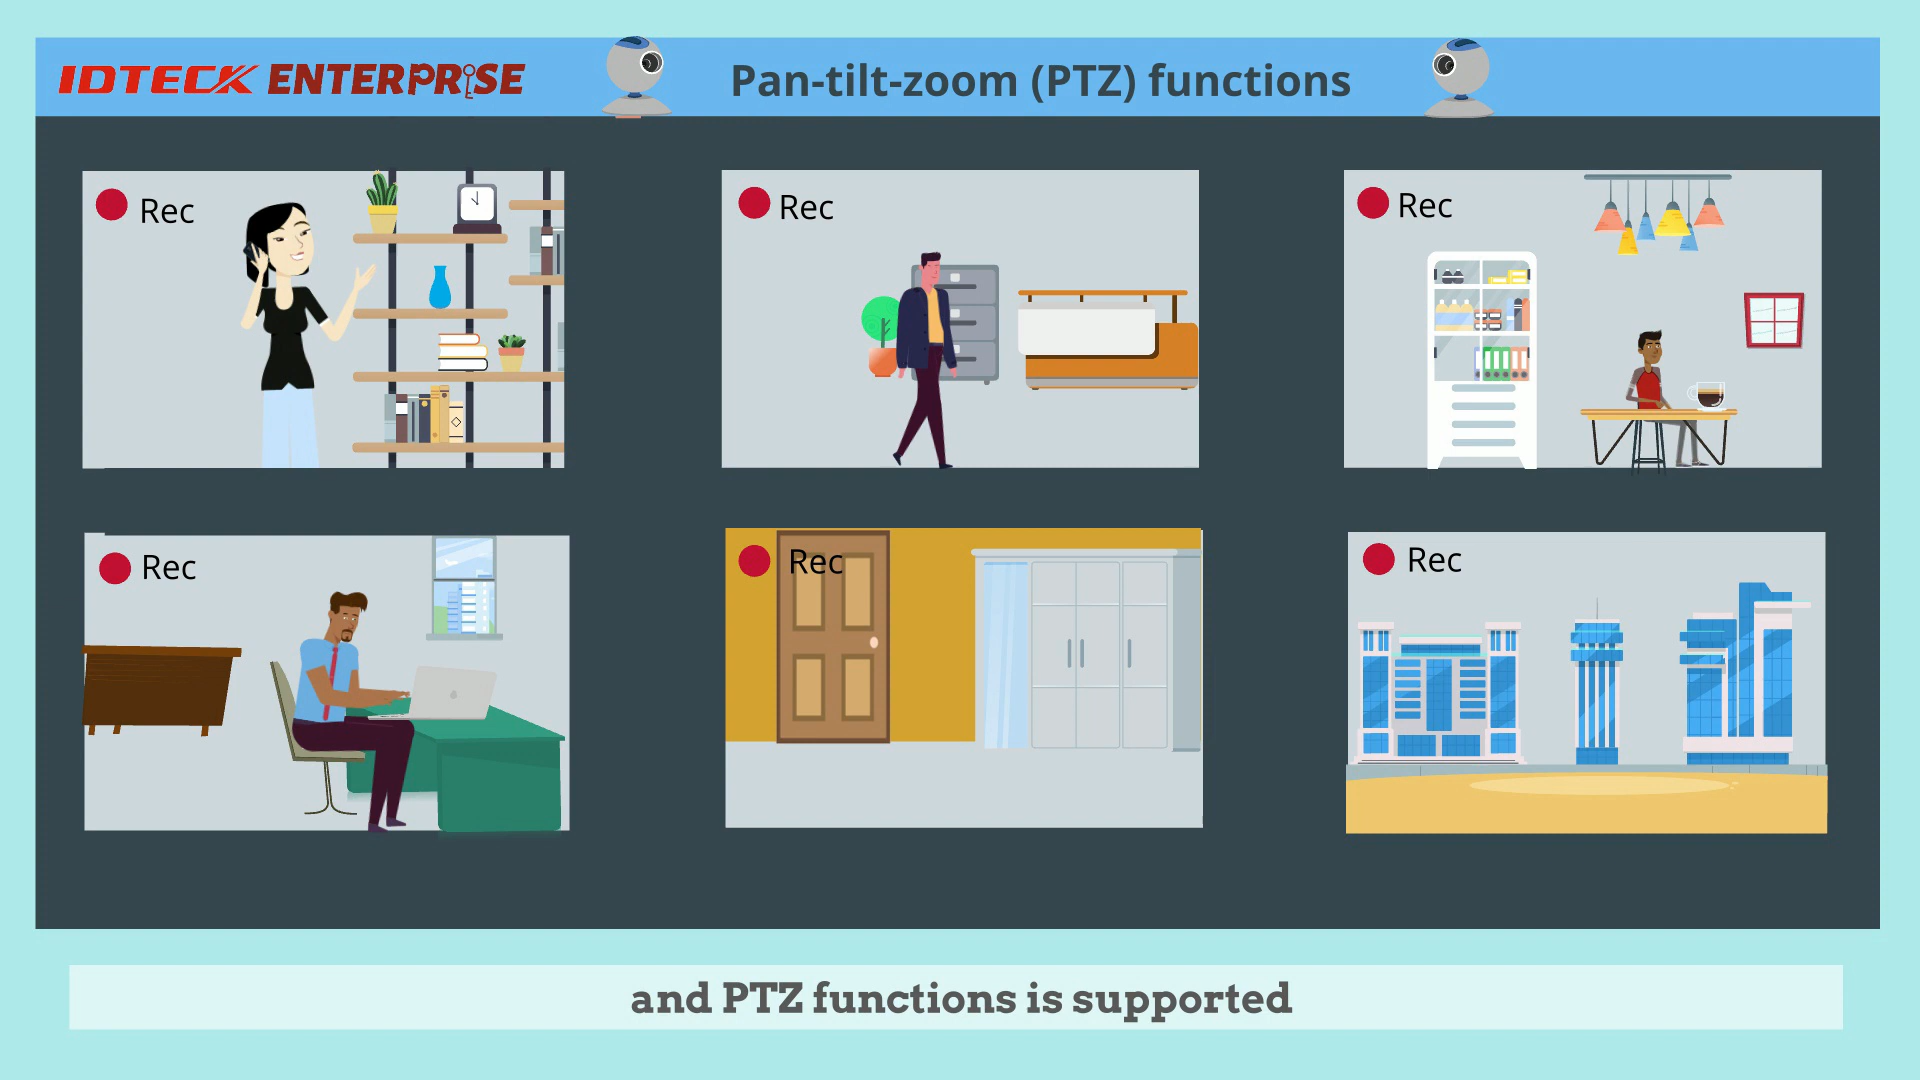 IDTECK ENTERPRISE
Pan-tilt-zoom (PTZ) functions
Rec
Rec
Rec
Rec
Rec
Rec
and PTZ functions is supported